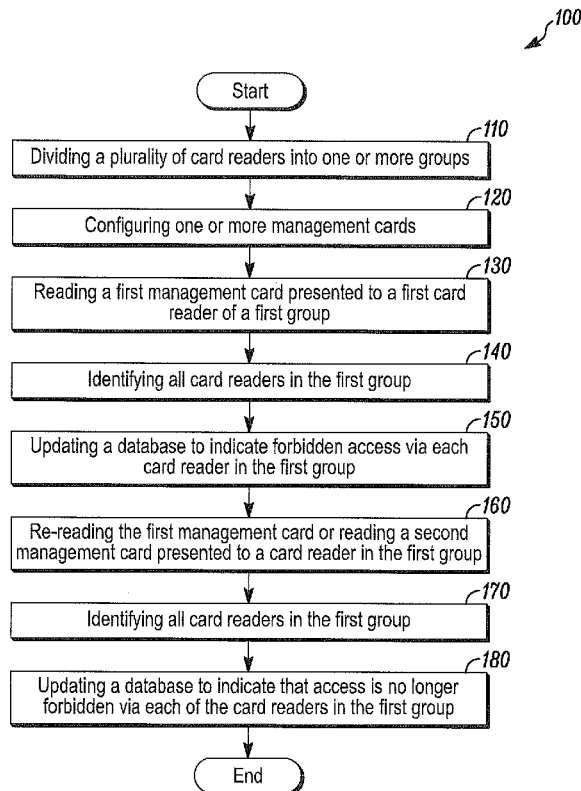 100
Start
110
Dividing a plurality of card readers into one or more groups
120
Configuring one or more management cards
130
Reading a first management card presented to a first card
reader of a first group
140
Identifying all card readers in the first group
150
Updating a database to indicate forbidden access via each
card reader in the first group
160
Re-reading the first management card or reading a second
management card presented to a card reader in the first group
170
Identifying all card readers in the first group
180
Updating a database to indicate that access is no longer
forbidden via each of the card readers in the first group
End